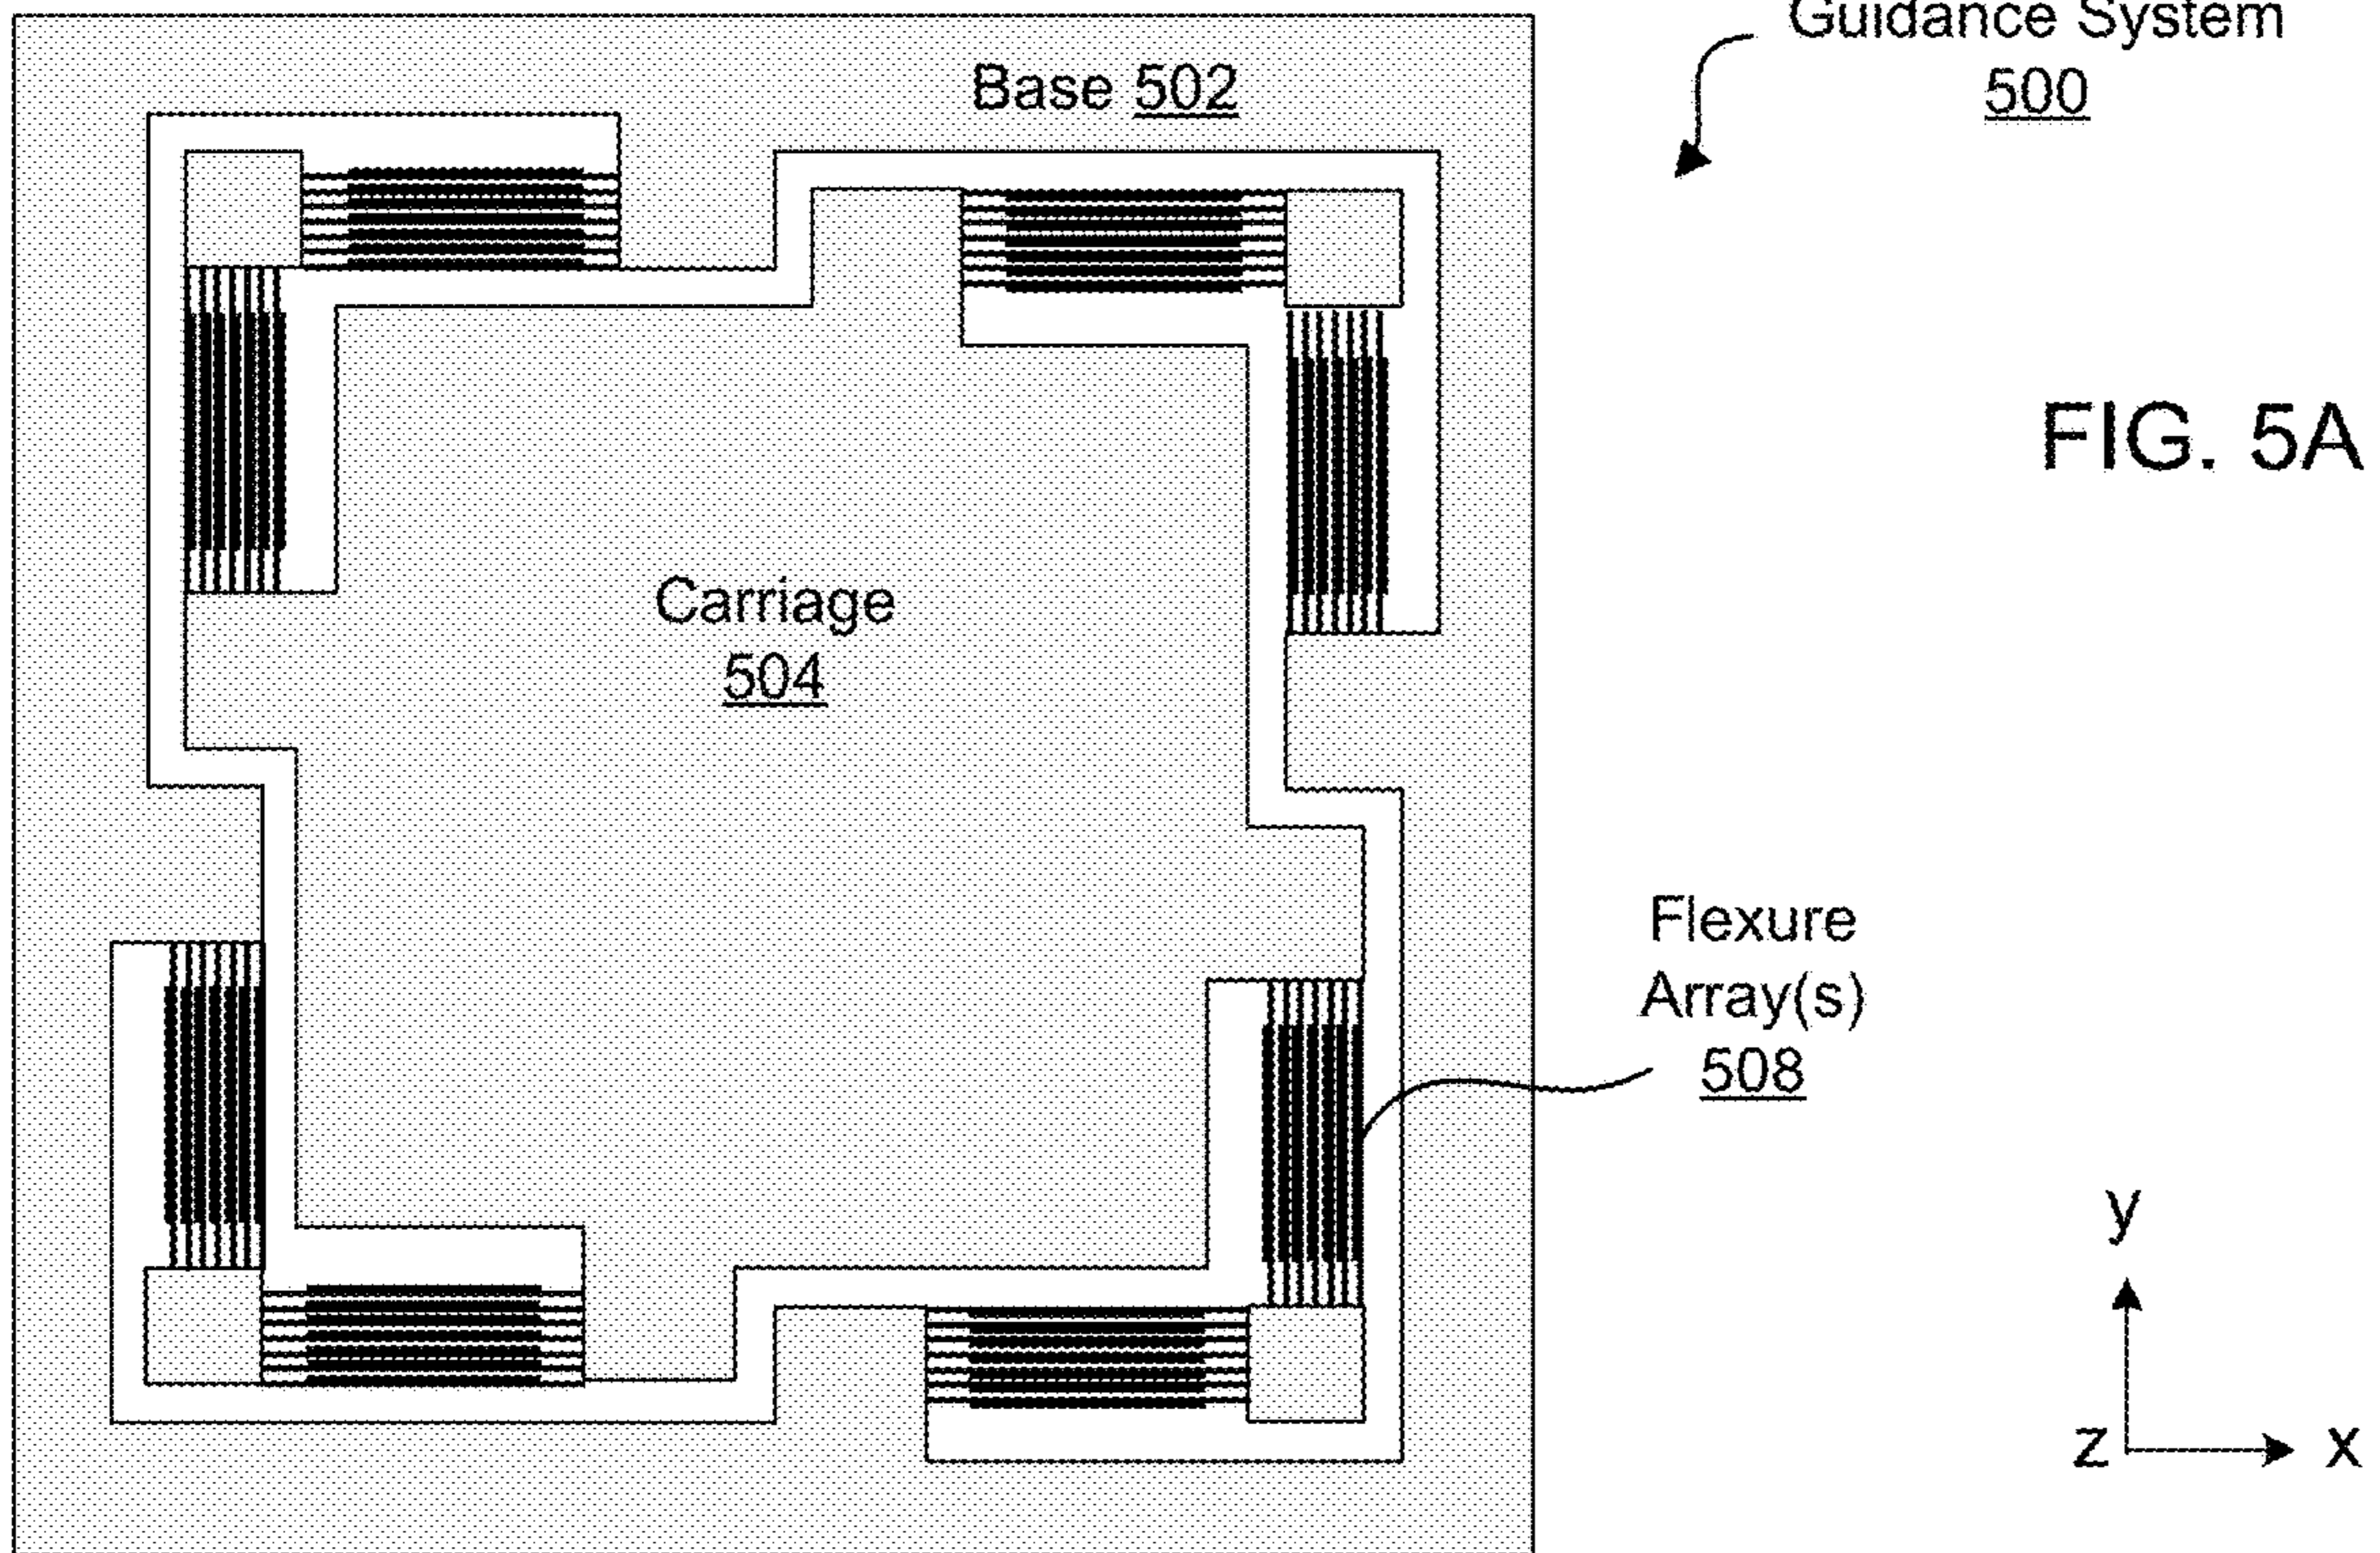 Guidance System
500
Base 502
FIG. 5A
Carriage
504
Flexure
Array(s)
508
y
z
x